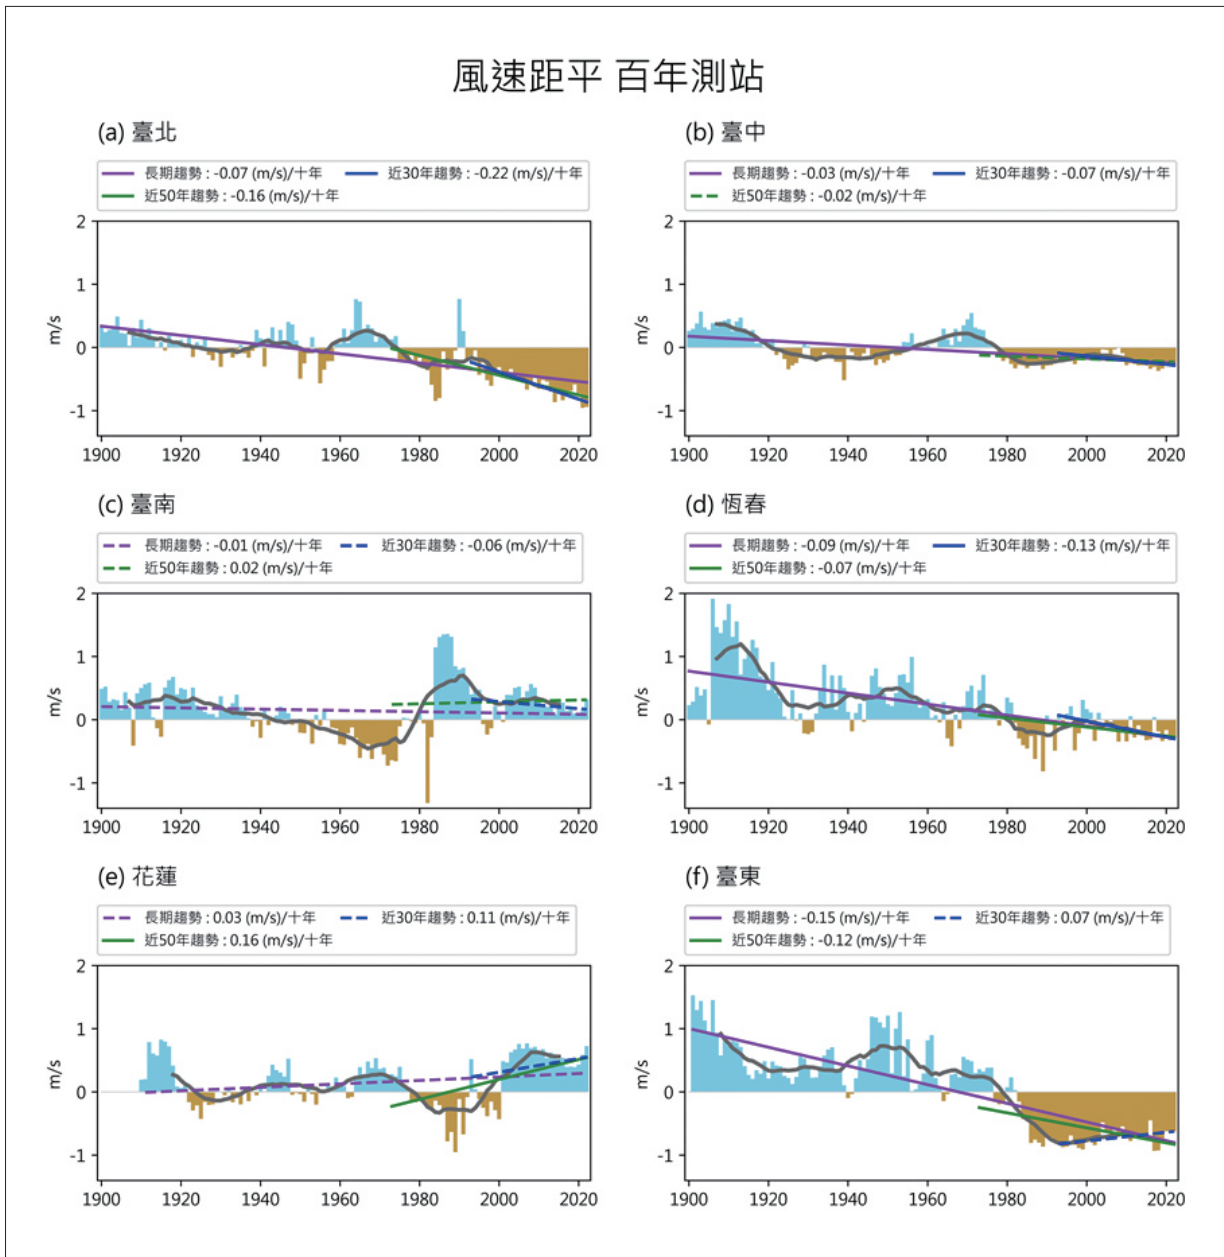 風速距平 百年測站
(a) 臺北
長期趨勢 : -0.07 (m/s)/十年
近30年趨勢 : -0.22 (m/s)/十年
近50年趨勢 : -0.16 (m/s)/十年
2
1
0
-1
m/s
1900 1920 1940 1960 1980 2000 2020
(b) 臺中
長期趨勢 : -0.03 (m/s)/十年
近30年趨勢 : -0.07 (m/s)/十年
近50年趨勢 : -0.02 (m/s)/十年
2
1
0
-1
m/s
1900 1920 1940 1960 1980 2000 2020
(c) 臺南
長期趨勢 : -0.01 (m/s)/十年
近30年趨勢 : -0.06 (m/s)/十年
近50年趨勢 : 0.02 (m/s)/十年
2
1
0
-1
m/s
1900 1920 1940 1960 1980 2000 2020
(d) 恆春
長期趨勢 : -0.09 (m/s)/十年
近30年趨勢 : -0.13 (m/s)/十年
近50年趨勢 : -0.07 (m/s)/十年
2
1
0
-1
m/s
1900 1920 1940 1960 1980 2000 2020
(e) 花蓮
長期趨勢 : 0.03 (m/s)/十年
近30年趨勢 : 0.11 (m/s)/十年
近50年趨勢 : 0.16 (m/s)/十年
2
1
0
-1
m/s
1900 1920 1940 1960 1980 2000 2020
(f) 臺東
長期趨勢 : -0.15 (m/s)/十年
近30年趨勢 : 0.07 (m/s)/十年
近50年趨勢 : -0.12 (m/s)/十年
2
1
0
-1
m/s
1900 1920 1940 1960 1980 2000 2020